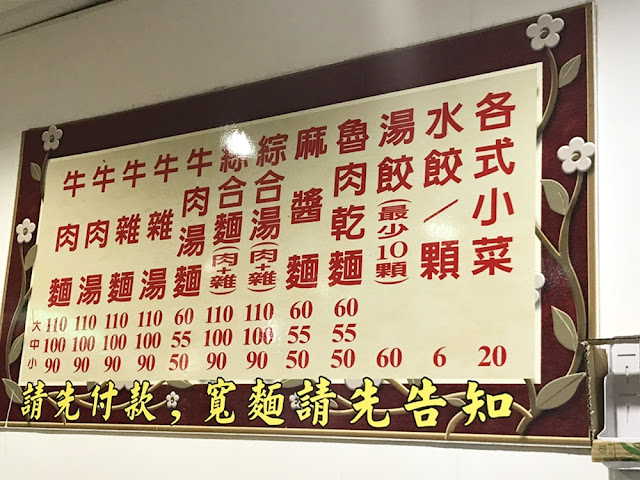 牛肉麵
牛肉湯
牛雜麵
牛雜湯
牛肉湯麵
綜合麵(肉+雜)
綜合湯(肉+雜)
麻醬麵
魯肉乾麵
湯餃(最少10顆)
水餃/顆
各式小菜
大 110 110 110 110 60 110 110 60 60
中 100 100 100 100 55 100 100 55 55
小 90 90 90 90 50 90 90 50 50 60 6 20
請先付款，寬麵請先告知